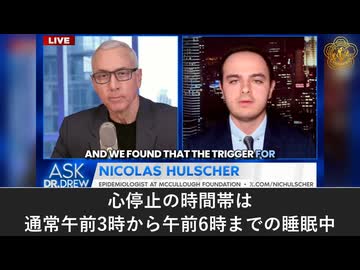 LIVE
AND WE FOUND THAT THE TRIGGER FOR
ASK
DR.DREW
NICOLAS HULSCHER
EPIDEMIOLOGIST AT MCCULLOUGH FOUNDATION • X.COM/NICHULSCHER
心停止の時間帯は
通常午前3時から午前6時までの睡眠中